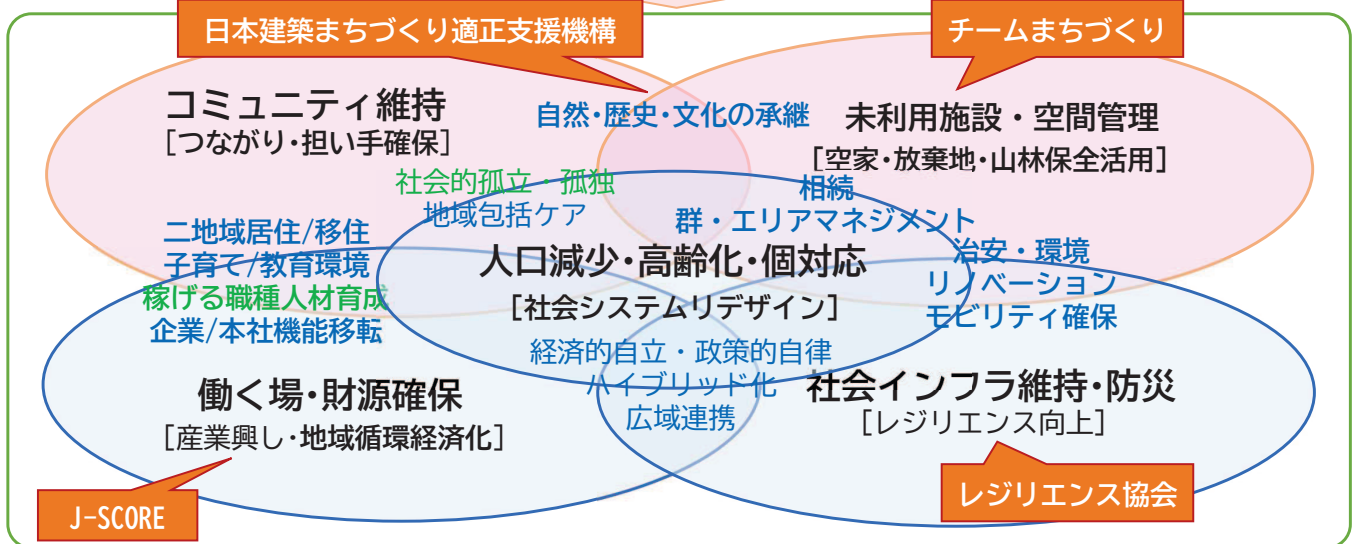 日本建築まちづくり適正支援機構
チームまちづくり
コミュニティ維持
[つながり・担い手確保]
自然・歴史・文化の承継
未利用施設・空間管理
[空家・放棄地・山林保全活用]
社会的孤立・孤独
地域包括ケア
相続
群・エリアマネジメント
二地域居住/移住
子育て/教育環境
稼げる職種人材育成
企業/本社機能移転
人口減少・高齢化・個対応
[社会システムリデザイン]
治安・環境
リノベーション
モビリティ確保
経済的自立・政策的自律
ハイブリッド化
広域連携
働く場・財源確保
[産業興し・地域循環経済化]
社会インフラ維持・防災
[レジリエンス向上]
J-SCORE
レジリエンス協会